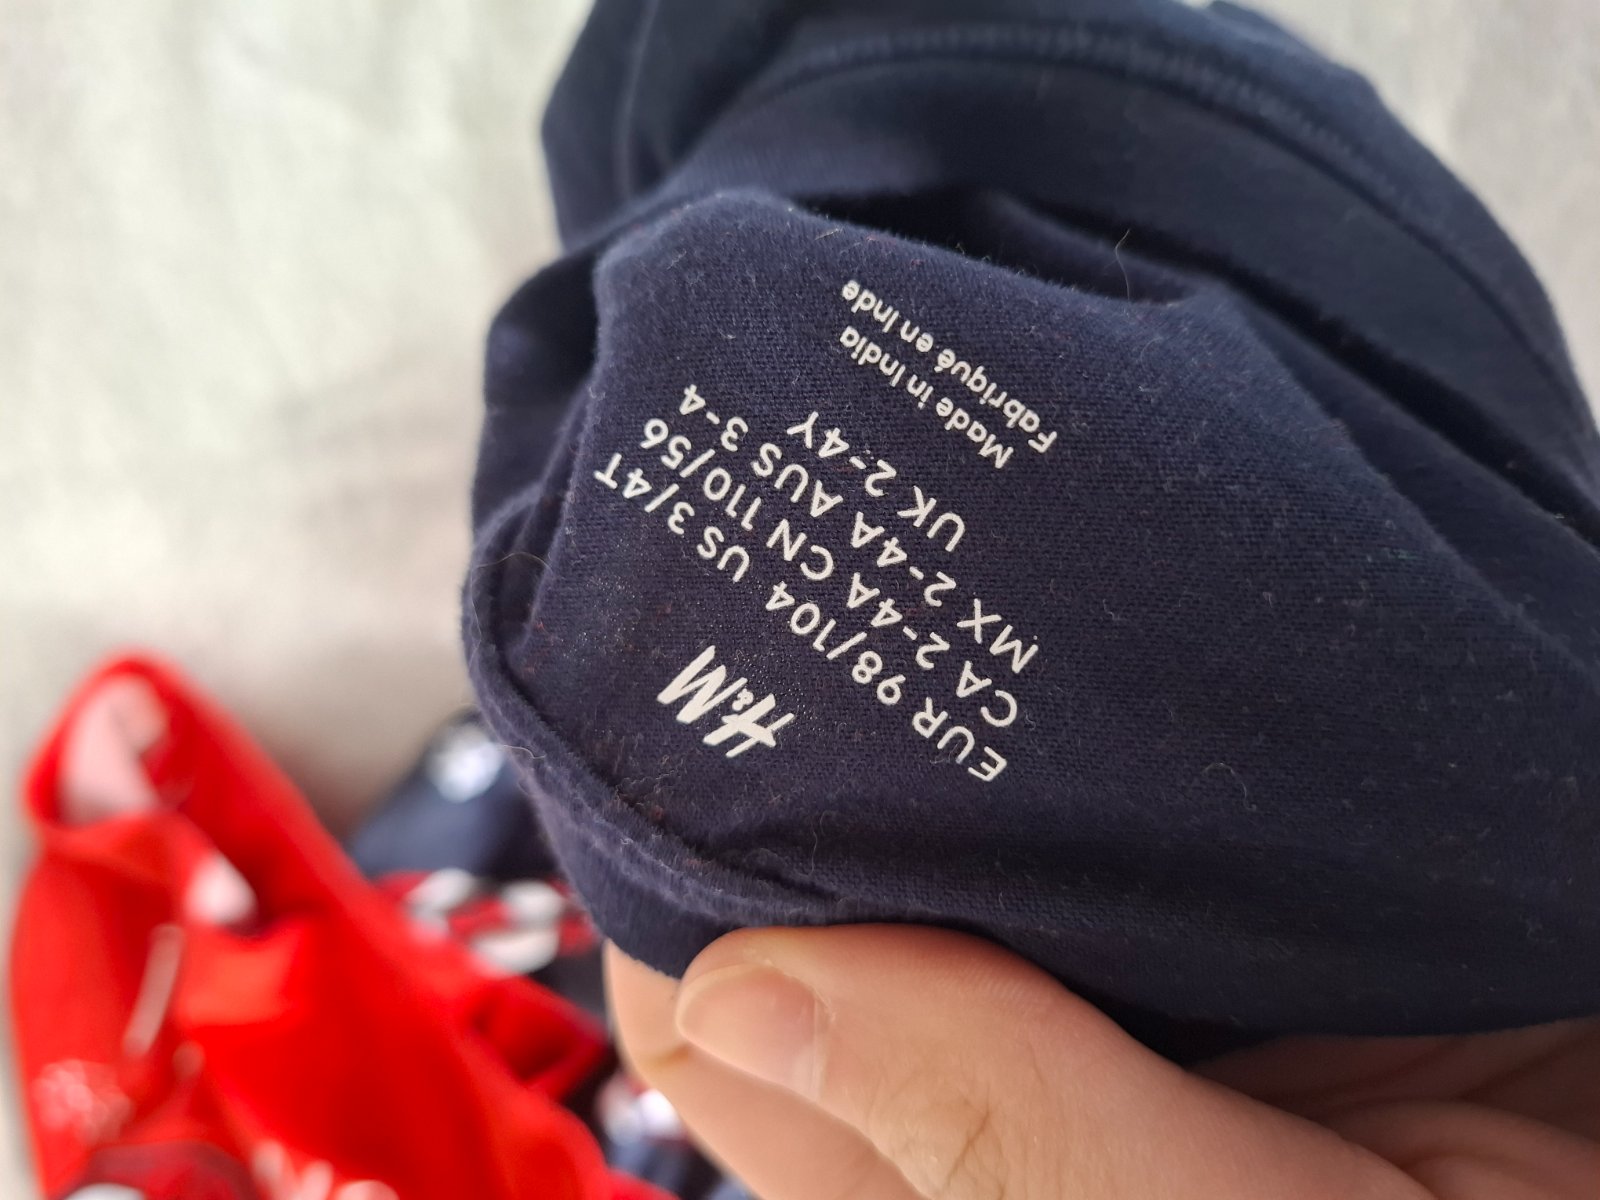 H&M
EUR 98/104 US 3/4T
CA 2-4A CN 110/56
MX 2-4A AUS 3-4
UK 2-4Y
Made in India
Fabriqué en Inde